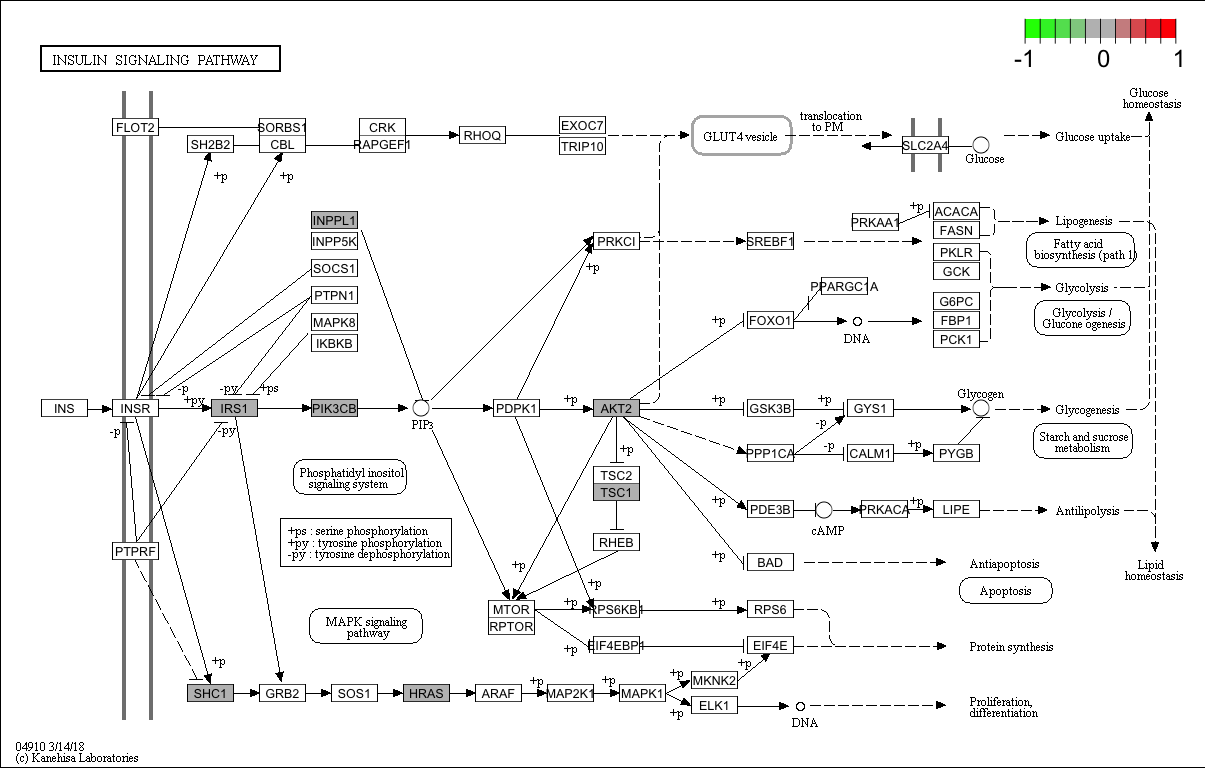 INSULIN SIGNALING PATHWAY
-1 0 1
FLOT2
SORBS1
SH2B2
CBL
CRK
RAPGEF1
RHOQ
EXOC7
TRIP10
GLUT4 vesicle
translocation
to PM
SLC2A4
Glucose
Glucose uptake
Glucose
homeostasis
+p
+p
INPPL1
INPP5K
SOCS1
PTPN1
MAPK8
IKBKB
PRKCI
+p
SREBF1
PRKAA1
+p
ACACA
FASN
PKLR
GCK
G6PC
FBP1
PCK1
Lipogenesis
Fatty acid
biosynthesis (path 1)
Glycolysis
Glycolysis /
Glucone ogenesis
PPARGC1A
+p
FOXO1
DNA
-p
+py
-py
+ps
INS
INSR
IRS1
PIK3CB
PIP3
PDPK1
+p
AKT2
+p
GSK3B
+p
GYS1
Glycogen
Glycogenesis
-p
-py
Starch and sucrose
metabolism
PPP1CA
-p
-p
CALM1
+p
PYGB
+p
Phosphatidyl inositol
signaling system
TSC2
TSC1
+p
PDE3B
cAMP
PRKACA
+p
LIPE
Antilipolysis
+ps : serine phosphorylation
+py : tyrosine phosphorylation
-py : tyrosine dephosphorylation
RHEB
PTPRF
+p
+p
BAD
Antiapoptosis
Apoptosis
Lipid
homeostasis
+p
MTOR
RPTOR
+p
RPS6KB1
+p
RPS6
MAPK signaling
pathway
+p
EIF4EBP1
EIF4E
Protein synthesis
+p
+p
SHC1
GRB2
SOS1
HRAS
ARAF
+p
MAP2K1
+p
MAPK1
+p
MKNK2
+p
ELK1
DNA
Proliferation,
differentiation
04910 3/14/18
(c) Kanehisa Laboratories